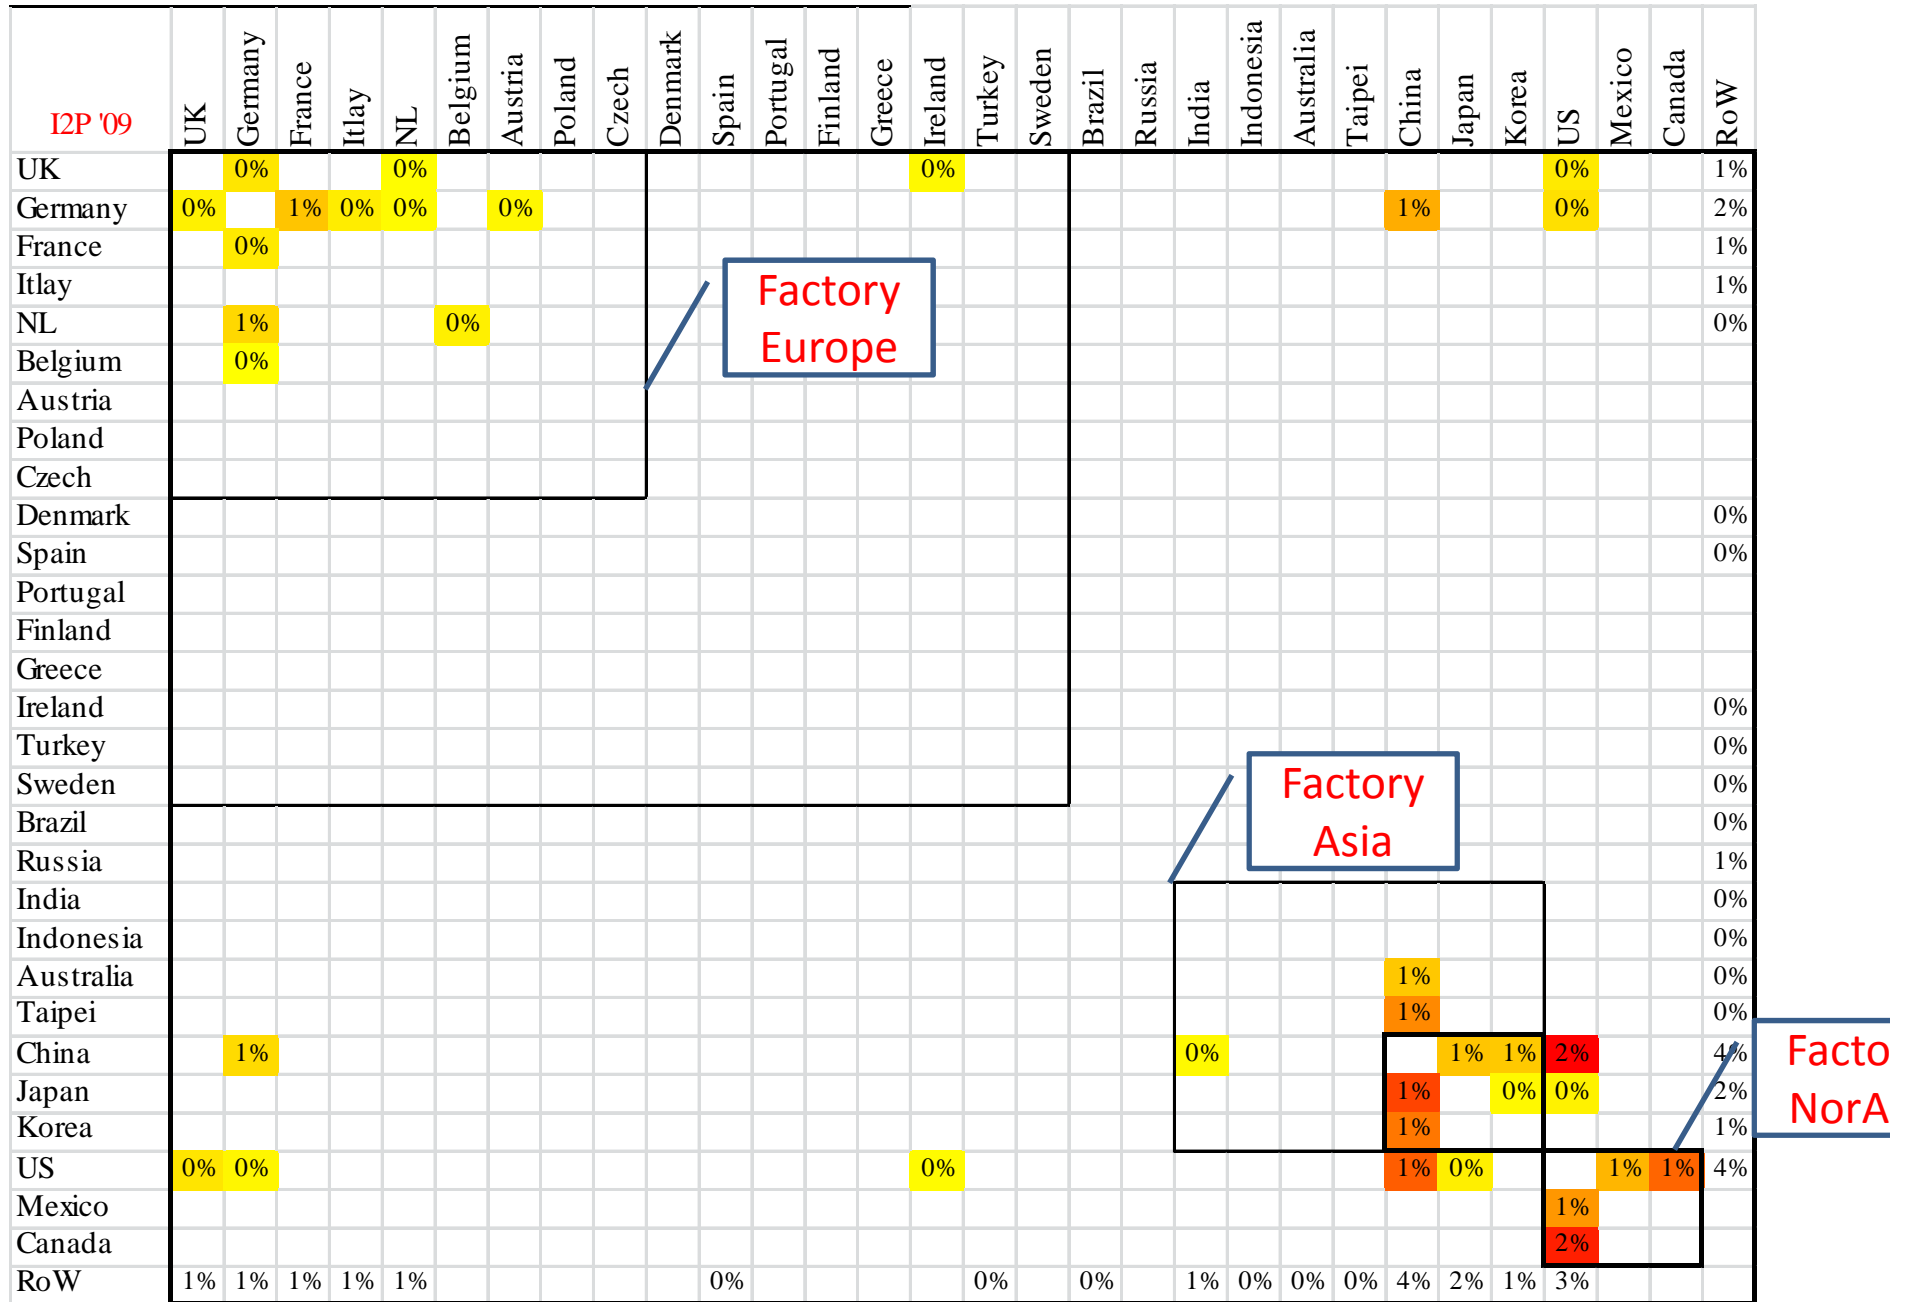 I2P '09 UK Germany France Itlay NL Belgium Austria Poland Czech Denmark Spain Portugal Finland Greece Ireland Turkey Sweden Brazil Russia India Indonesia Australia Taipei China Japan Korea US Mexico Canada RoW
UK 0% 0% 0% 0% 1%
Germany 0% 1% 0% 0% 0% 1% 0% 2%
France 0% 1%
Itlay 1%
NL 1% 0% 0%
Belgium 0%
Factory
Europe
Austria
Poland
Czech
Denmark 0%
Spain 0%
Portugal
Finland
Greece
Ireland 0%
Turkey 0%
Sweden 0%
Brazil 0%
Russia 1%
Factory
Asia
India 0%
Indonesia 0%
Australia 1% 0%
Taipei 1% 0%
China 1% 0% 1% 1% 2% 4%
Japan 1% 0% 0% 2%
Korea 1% 1%
Facto
NorA
US 0% 0% 0% 1% 0% 1% 1% 4%
Mexico 1%
Canada 2%
RoW 1% 1% 1% 1% 1% 0% 0% 0% 1% 0% 0% 0% 4% 2% 1% 3%